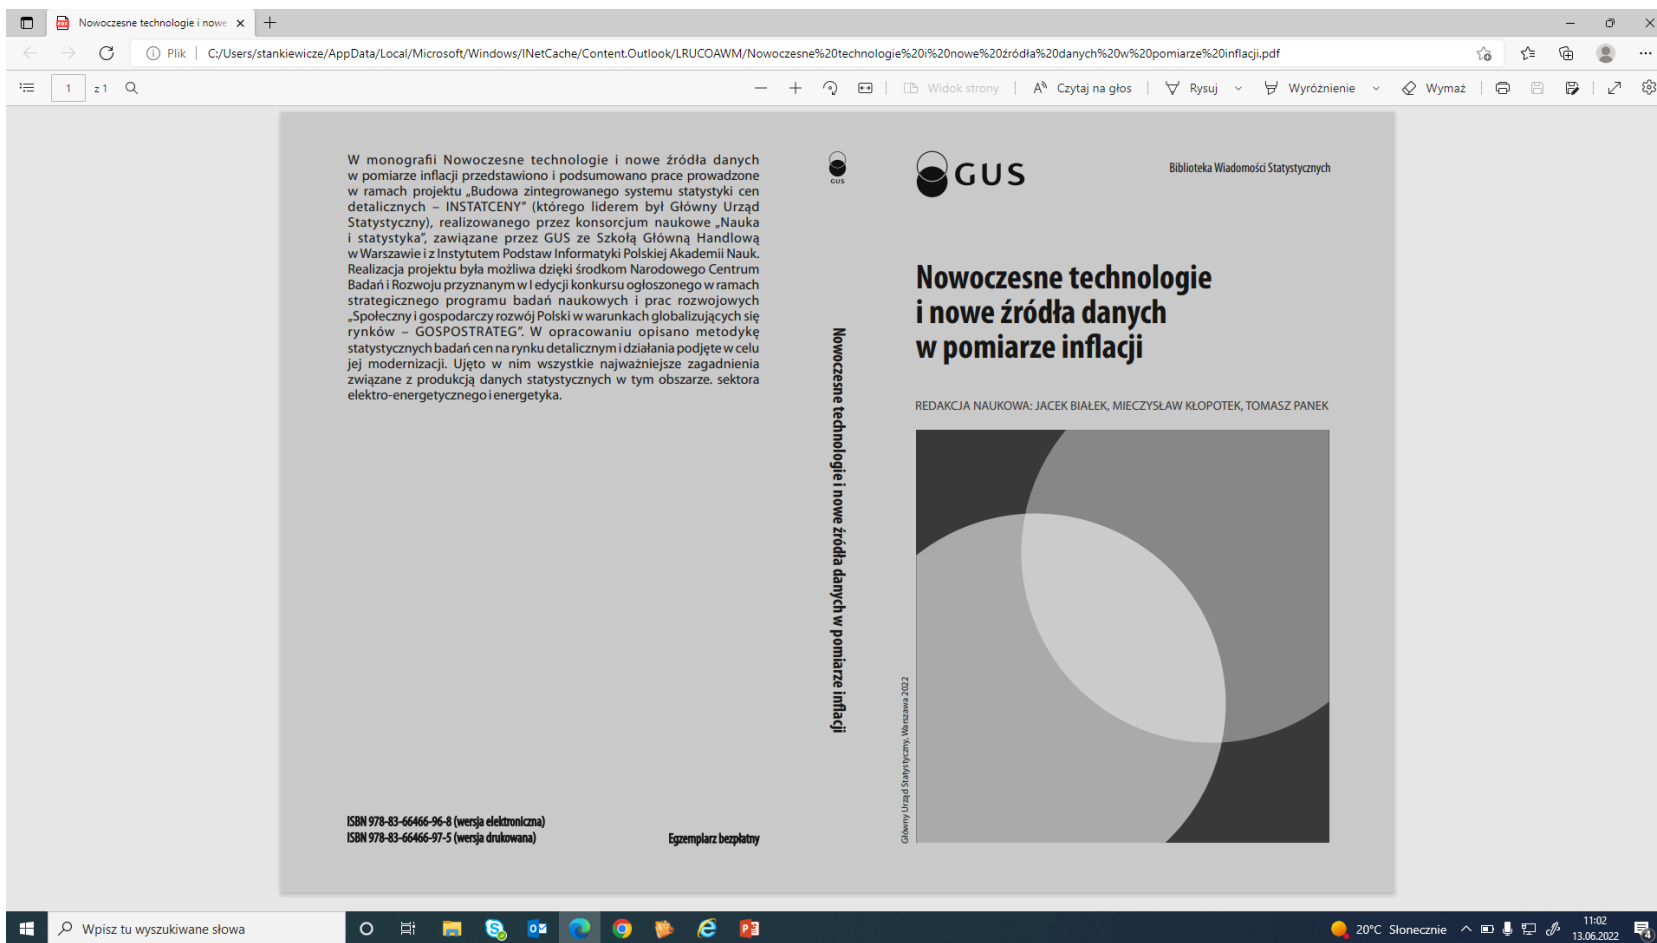 Nowoczesne technologie i nowe
Plik
C:/Users/stankiewicze/AppData/Local/Microsoft/Windows/INetCache/Content.Outlook/LRUCOAWM/Nowoczesne%20technologie%20i%20nowe%20źródła%20danych%20w%20pomiarze%20inflacji.pdf
1 z 1
Widok strony
Czytaj na głos
Rysuj
Wyróżnienie
Wymaż
W monografii Nowoczesne technologie i nowe źródła danych
w pomiarze inflacji przedstawiono i podsumowano prace prowadzone
w ramach projektu „Budowa zintegrowanego systemu statystyki cen
detalicznych – INSTATCENY” (którego liderem był Główny Urząd
Statystyczny), realizowanego przez konsorcjum naukowe „Nauka
i statystyka”, zawiązane przez GUS ze Szkołą Główną Handlową
w Warszawie i z Instytutem Podstaw Informatyki Polskiej Akademii Nauk.
Realizacja projektu była możliwa dzięki środkom Narodowego Centrum
Badań i Rozwoju przyznanym w I edycji konkursu ogłoszonego w ramach
strategicznego programu badań naukowych i prac rozwojowych
„Społeczny i gospodarczy rozwój Polski w warunkach globalizujących się
rynków – GOSPOSTRATEG”. W opracowaniu opisano metodykę
statystycznych badań cen na rynku detalicznym i działania podjęte w celu
jej modernizacji. Ujęto w nim wszystkie najważniejsze zagadnienia
związane z produkcją danych statystycznych w tym obszarze. sektora
elektro-energetycznego i energetyka.
ISBN 978-83-66466-96-8 (wersja elektroniczna)
ISBN 978-83-66466-97-5 (wersja drukowana)
Egzemplarz bezpłatny
GUS
Nowoczesne technologie i nowe źródła danych w pomiarze inflacji
GUS
Biblioteka Wiadomości Statystycznych
Nowoczesne technologie
i nowe źródła danych
w pomiarze inflacji
REDAKCJA NAUKOWA: JACEK BIAŁEK, MIECZYSŁAW KŁOPOTEK, TOMASZ PANEK
Główny Urząd Statystyczny, Warszawa 2022
Wpisz tu wyszukiwane słowa
20°C Słonecznie
11:02
13.06.2022
4